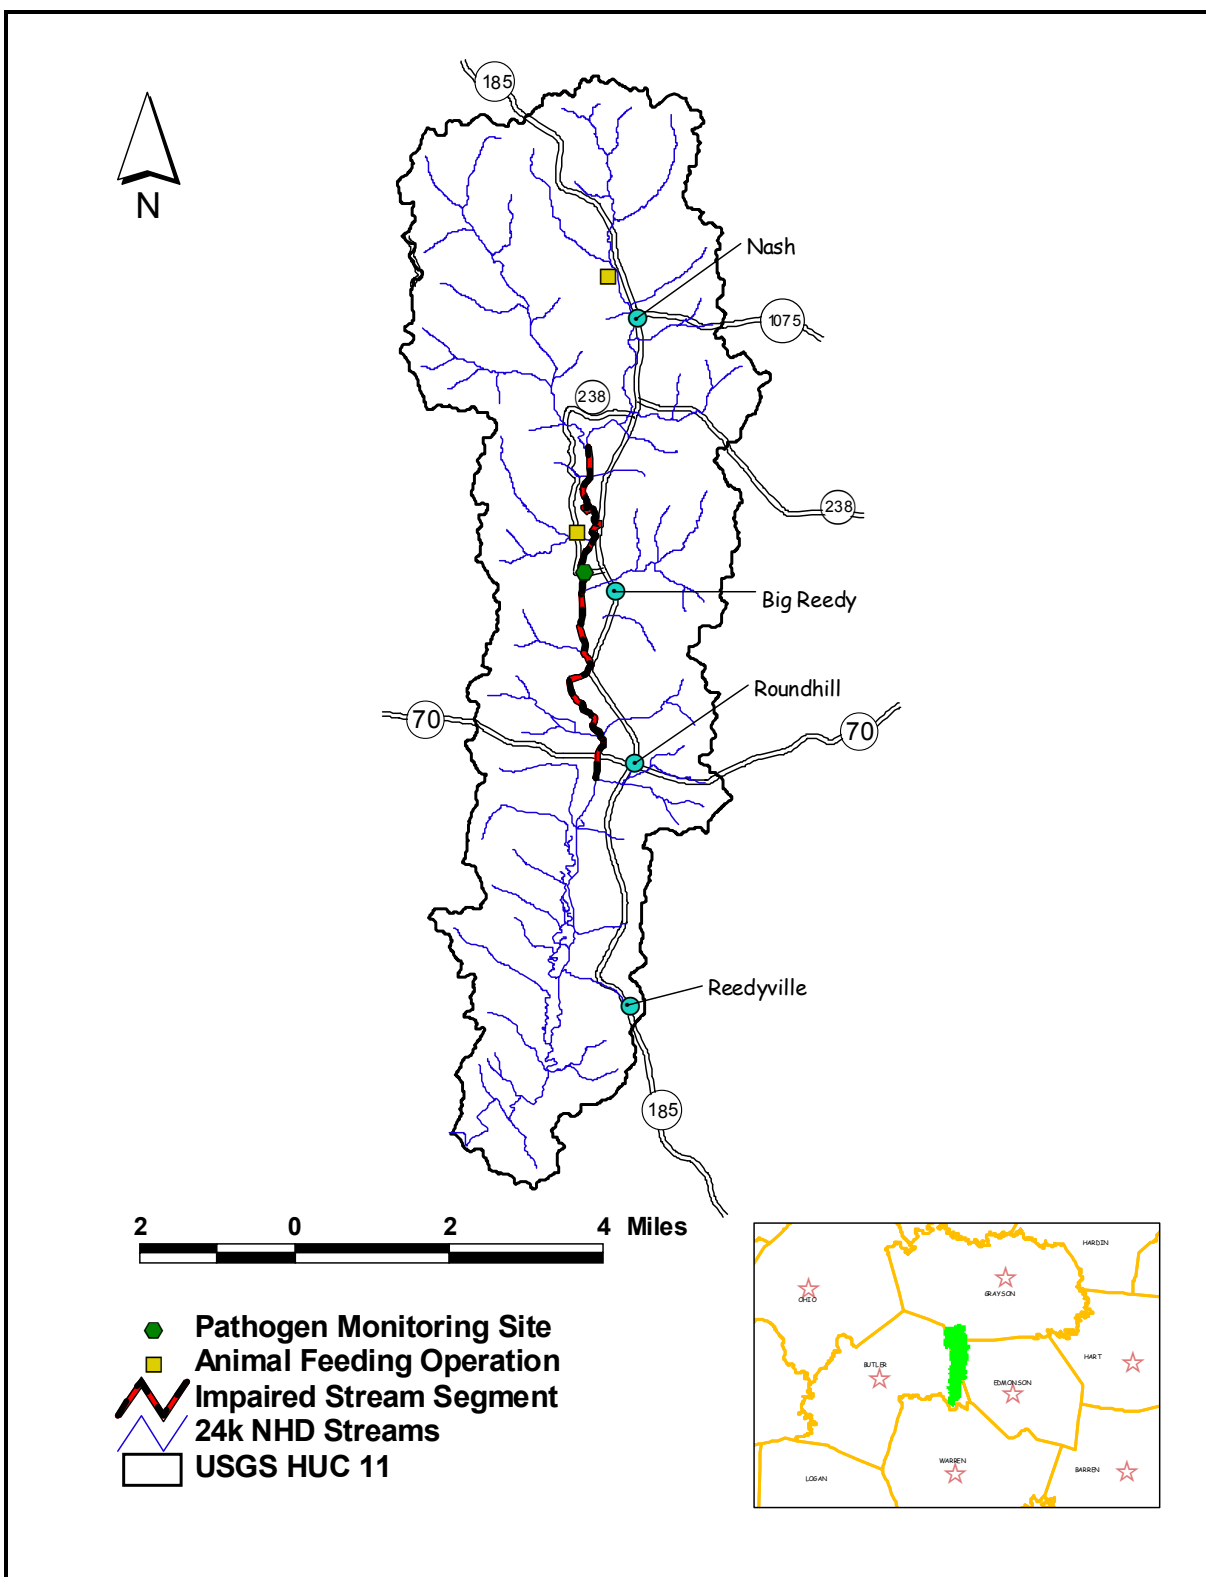 185
N
Nash
1075
238
238
Big Reedy
Roundhill
70
70
Reedyville
185
2 0 2 4 Miles
Pathogen Monitoring Site
Animal Feeding Operation
Impaired Stream Segment
24k NHD Streams
USGS HUC 11
HARDIN
OHIO
GRAYSON
HART
BUTLER
EDMONSON
WARREN
BARREN
LOGAN